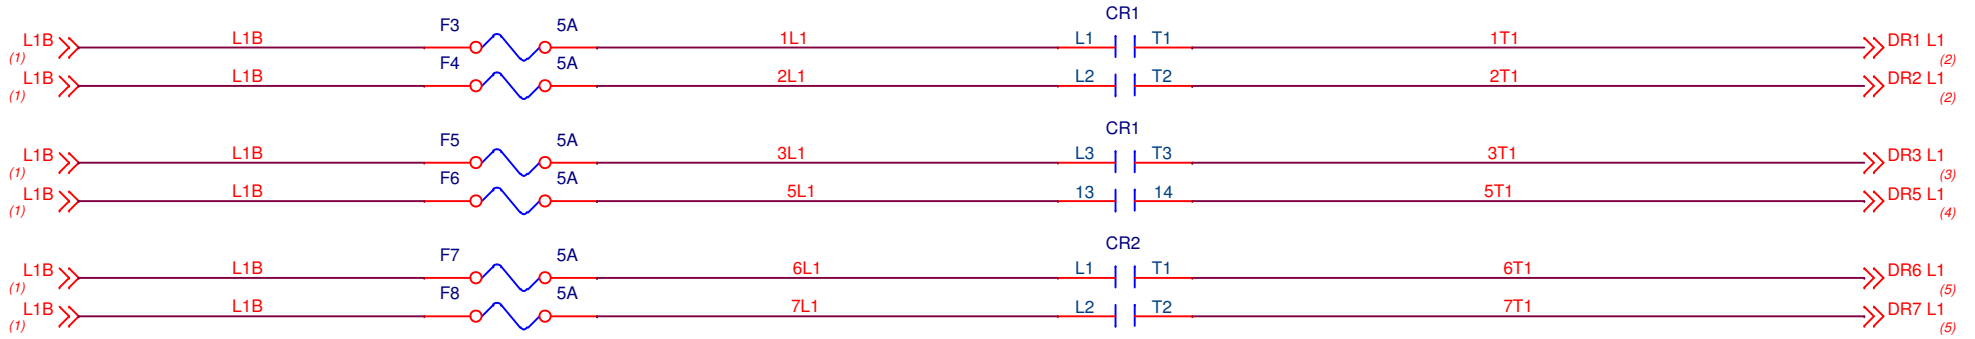 CR1
F3 5A
L1B L1B 1L1 L1 T1 1T1 DR1 L1
(1) (2)
F4 5A
L1B L1B 2L1 L2 T2 2T1 DR2 L1
(1) (2)
CR1
F5 5A
L1B L1B 3L1 L3 T3 3T1 DR3 L1
(1) (3)
F6 5A
L1B L1B 5L1 13 14 5T1 DR5 L1
(1) (4)
CR2
F7 5A
L1B L1B 6L1 L1 T1 6T1 DR6 L1
(1) (5)
F8 5A
L1B L1B 7L1 L2 T2 7T1 DR7 L1
(1) (5)